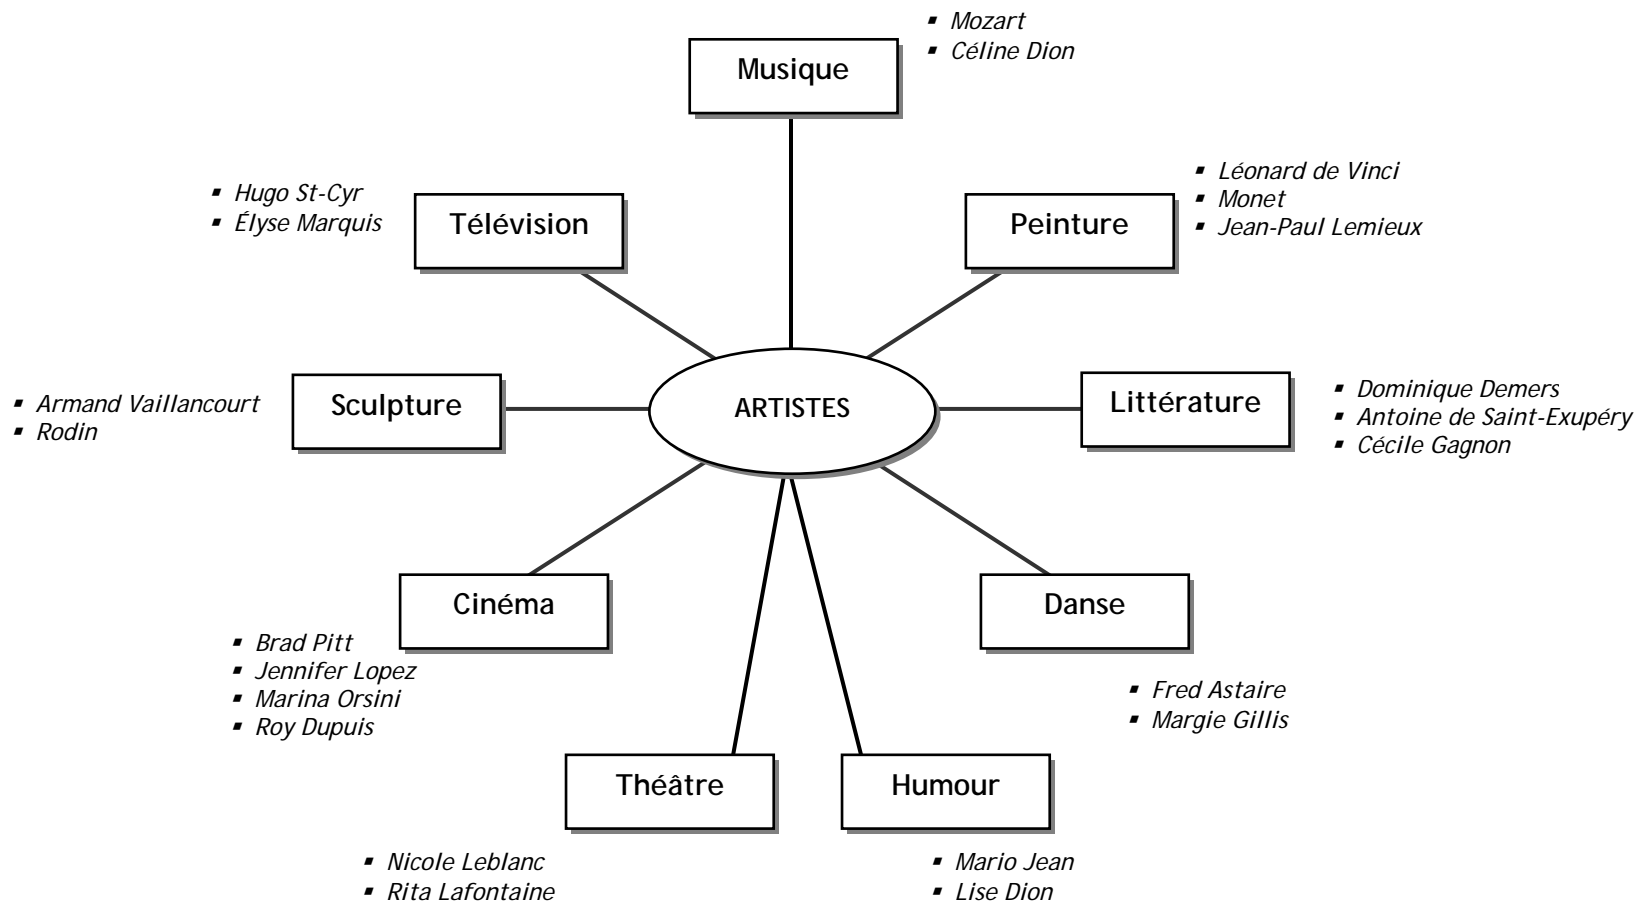 ▪ Mozart
▪ Céline Dion
Musique
▪ Léonard de Vinci
▪ Monet
▪ Jean-Paul Lemieux
Peinture
▪ Hugo St-Cyr
▪ Élyse Marquis
Télévision
▪ Armand Vaillancourt
▪ Rodin
Sculpture
ARTISTES
Littérature
▪ Dominique Demers
▪ Antoine de Saint-Exupéry
▪ Cécile Gagnon
Cinéma
▪ Brad Pitt
▪ Jennifer Lopez
▪ Marina Orsini
▪ Roy Dupuis
Danse
▪ Fred Astaire
▪ Margie Gillis
Théâtre
▪ Nicole Leblanc
▪ Rita Lafontaine
Humour
▪ Mario Jean
▪ Lise Dion